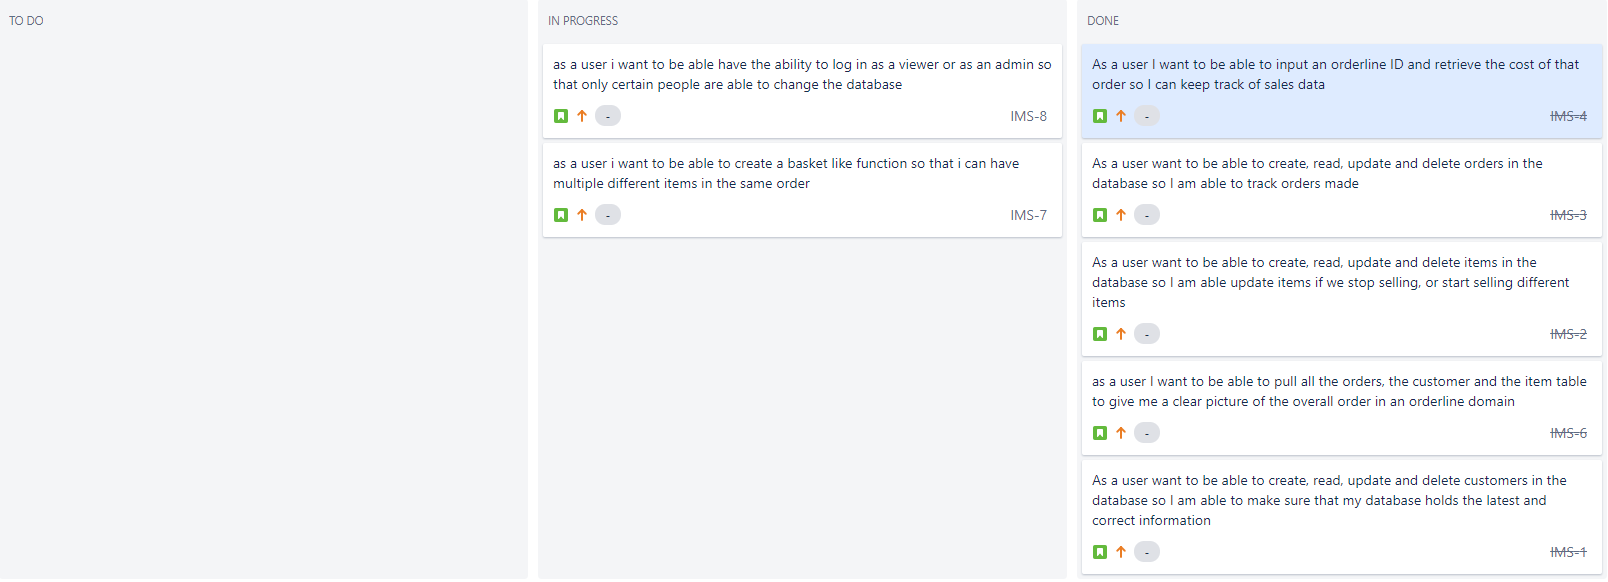 TO DO
IN PROGRESS
as a user i want to be able have the ability to log in as a viewer or as an admin so
that only certain people are able to change the database
-
IMS-8
as a user i want to be able to create a basket like function so that i can have
multiple different items in the same order
-
IMS-7
DONE
As a user I want to be able to input an orderline ID and retrieve the cost of that
order so I can keep track of sales data
-
IMS-4
As a user want to be able to create, read, update and delete orders in the
database so I am able to track orders made
-
IMS-3
As a user want to be able to create, read, update and delete items in the
database so I am able update items if we stop selling, or start selling different
items
-
IMS-2
as a user I want to be able to pull all the orders, the customer and the item table
to give me a clear picture of the overall order in an orderline domain
-
IMS-6
As a user want to be able to create, read, update and delete customers in the
database so I am able to make sure that my database holds the latest and
correct information
-
IMS-1